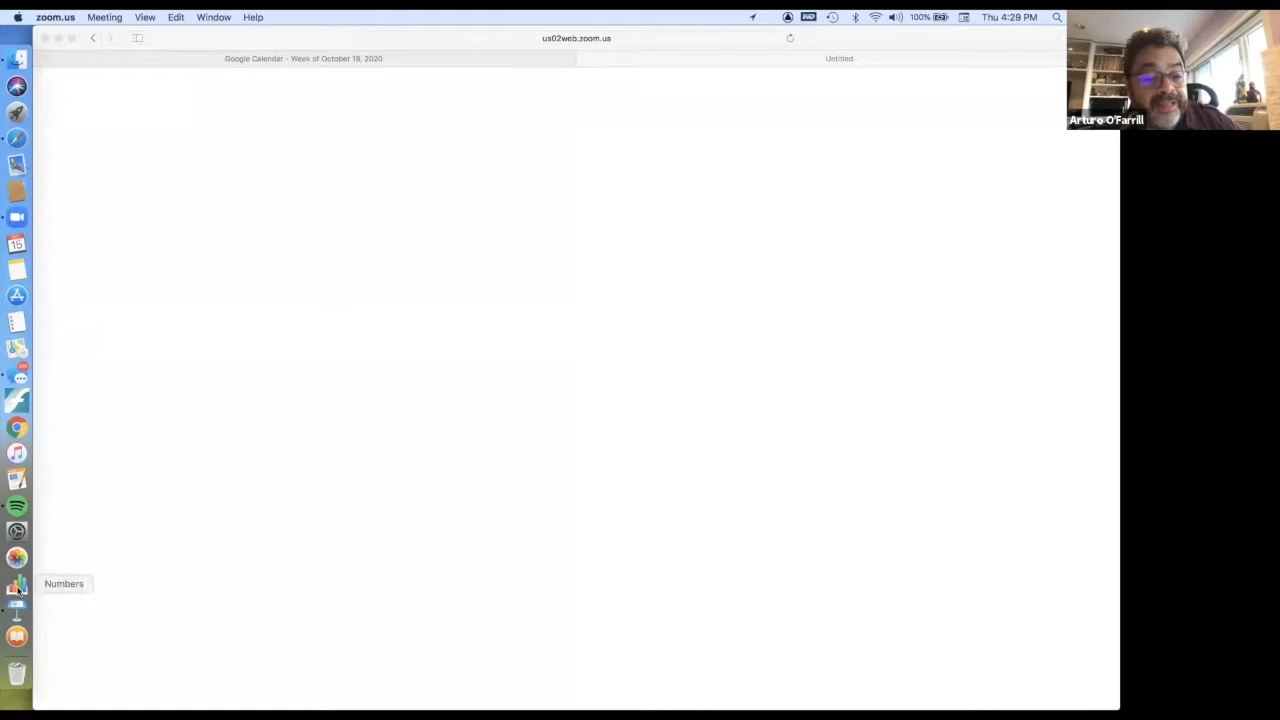 zoom.us Meeting View Edit Window Help 100% Thu 4:29 PM
us02web.zoom.us
Google Calendar - Week of October 18, 2020 Untitled
Arturo O'Farrill
15
Numbers